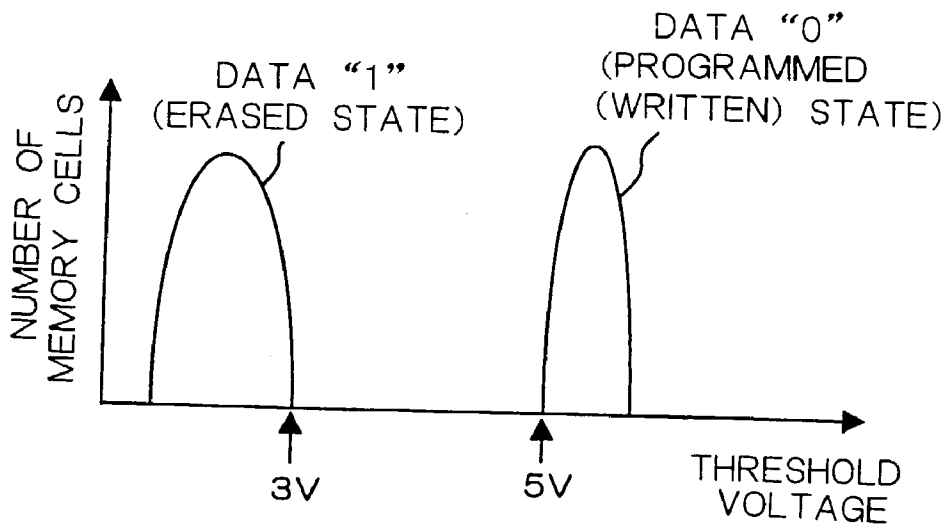 DATA "1"
(ERASED STATE)
DATA "0"
(PROGRAMMED
(WRITTEN) STATE)
NUMBER OF
MEMORY CELLS
3V
5V
THRESHOLD
VOLTAGE